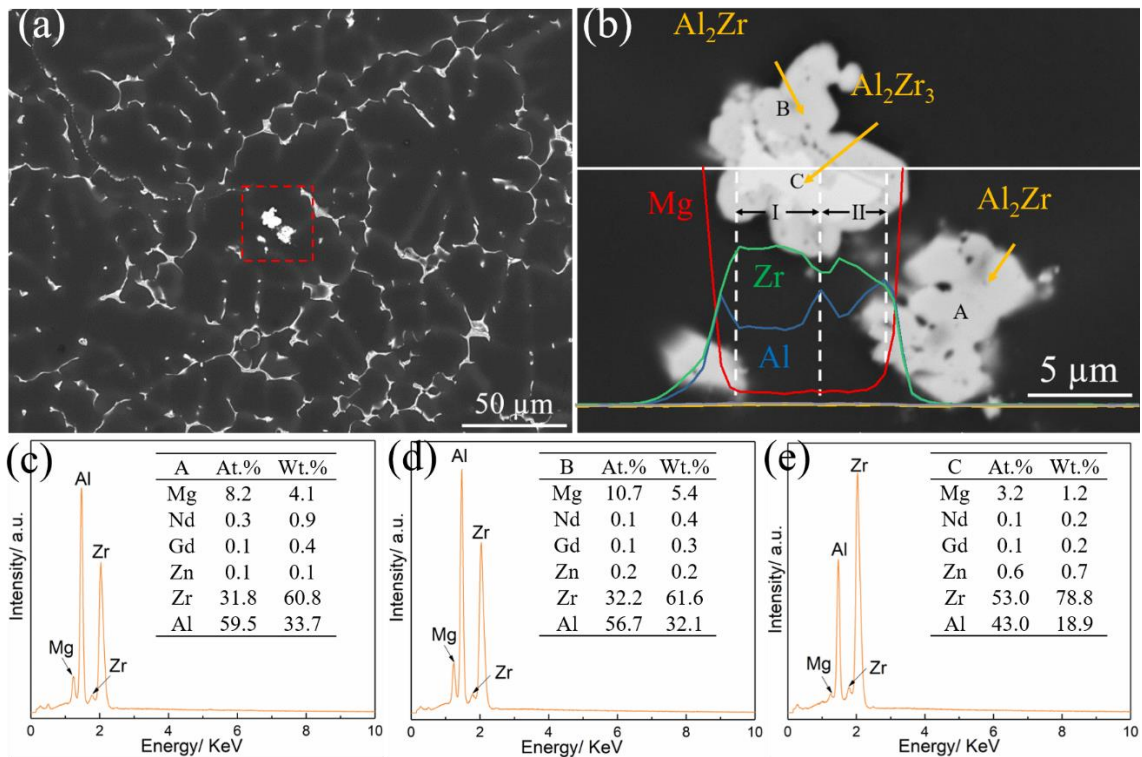 (a)
50 µm
(b)
Al₂Zr
Al₂Zr₃
B
C
Mg
I
II
Al₂Zr
Zr
Al
A
5 µm
(c)
Al
Zr
Mg
Zr
A At.% Wt.%
Mg 8.2 4.1
Nd 0.3 0.9
Gd 0.1 0.4
Zn 0.1 0.1
Zr 31.8 60.8
Al 59.5 33.7
Intensity/ a.u.
0 2 4 6 8 10
Energy/ KeV
(d)
Al
Zr
Mg
Zr
B At.% Wt.%
Mg 10.7 5.4
Nd 0.1 0.4
Gd 0.1 0.3
Zn 0.2 0.2
Zr 32.2 61.6
Al 56.7 32.1
Intensity/ a.u.
0 2 4 6 8 10
Energy/ KeV
(e)
Zr
Al
Mg
Zr
C At.% Wt.%
Mg 3.2 1.2
Nd 0.1 0.2
Gd 0.1 0.2
Zn 0.6 0.7
Zr 53.0 78.8
Al 43.0 18.9
Intensity/ a.u.
0 2 4 6 8 10
Energy/ KeV